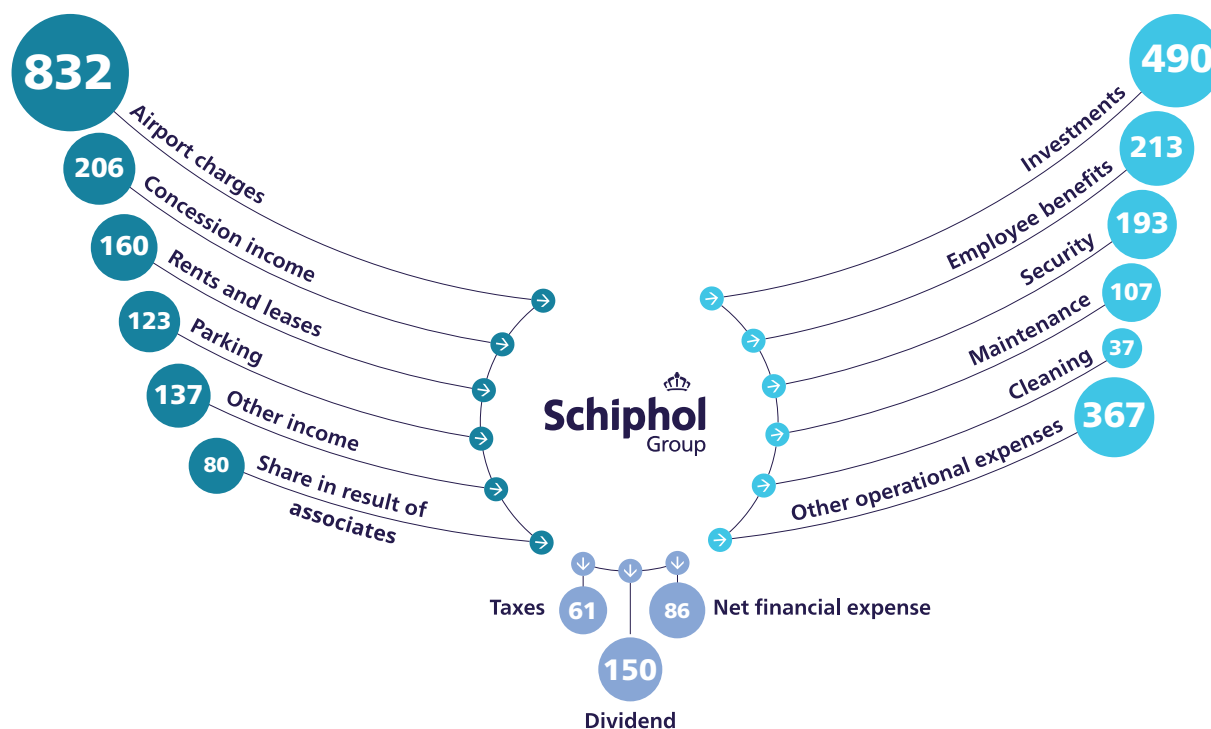 832
Airport charges
206
Concession income
160
Rents and leases
123
Parking
137
Other income
80
Share in result of
associates
Schiphol
Group
490
Investments
213
Employee benefits
193
Security
107
Maintenance
37
Cleaning
367
Other operational expenses
Taxes
61
86
Net financial expense
150
Dividend